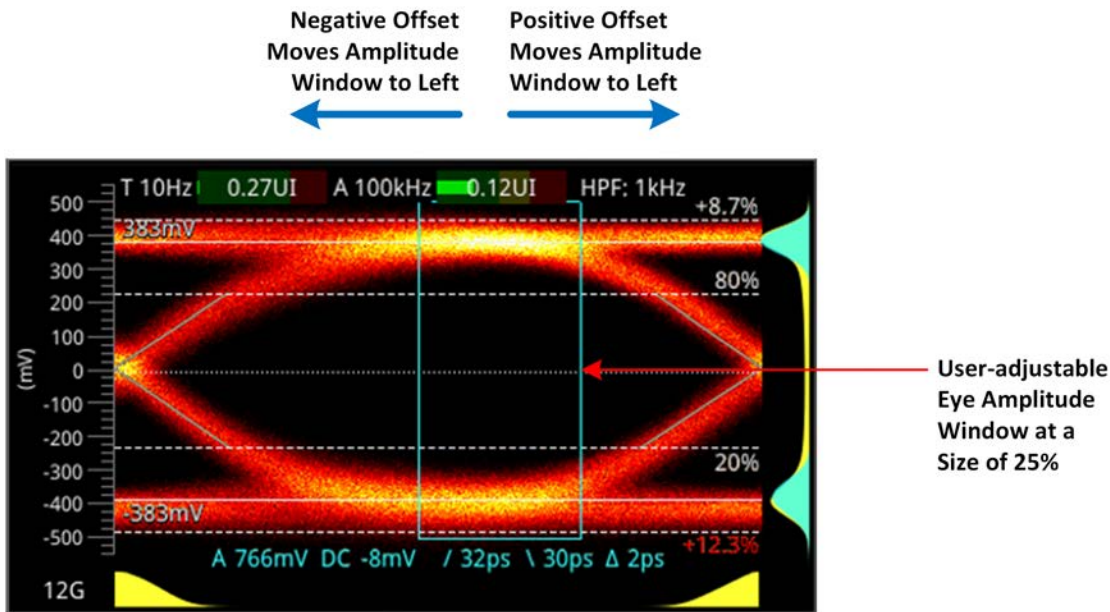 Negative Offset
Moves Amplitude
Window to Left
Positive Offset
Moves Amplitude
Window to Left
T 10Hz 0.27UI A 100kHz 0.12UI HPF: 1kHz
500
400
300
200
100
0
-100
-200
-300
-400
-500
(mV)
+8.7%
383mV
80%
20%
-383mV
+12.3%
A 766mV DC -8mV / 32ps \ 30ps Δ 2ps
12G
User-adjustable
Eye Amplitude
Window at a
Size of 25%